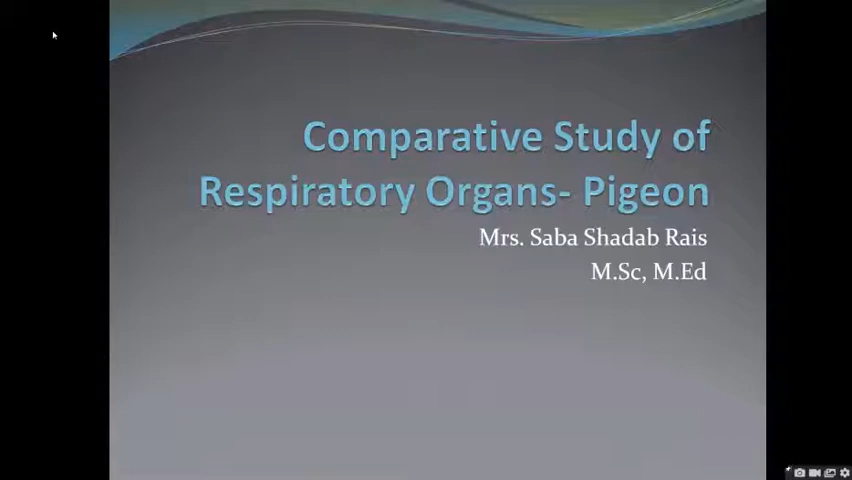 Comparative Study of
Respiratory Organs- Pigeon
Mrs. Saba Shadab Rais
M.Sc, M.Ed